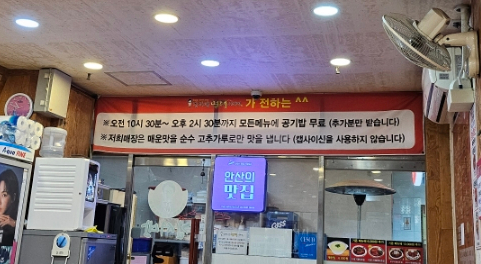 가 전하는 ^^
※ 오전 10시 30분~ 오후 2시 30분까지 모든메뉴에 공기밥 무료 (추가분만 받습니다)
※ 저희매장은 매운맛을 순수 고추가루로만 맛을 냅니다 (캡사이신을 사용하지 않습니다)
안산의
맛집